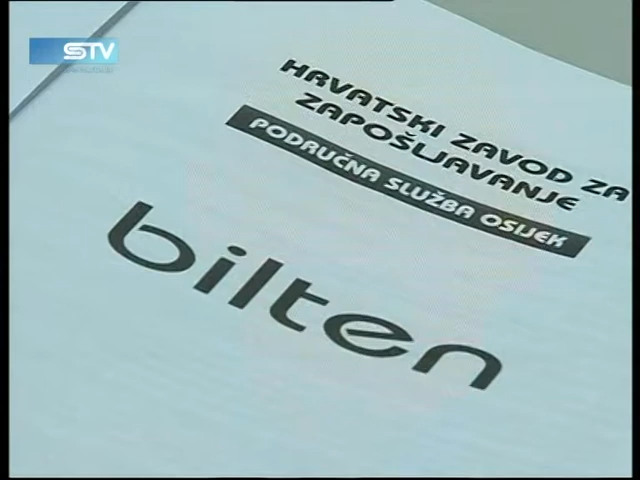 STV
HRVATSKI ZAVOD ZA
ZAPOŠLJAVANJE
PODRUČNA SLUŽBA OSIJEK
bilten